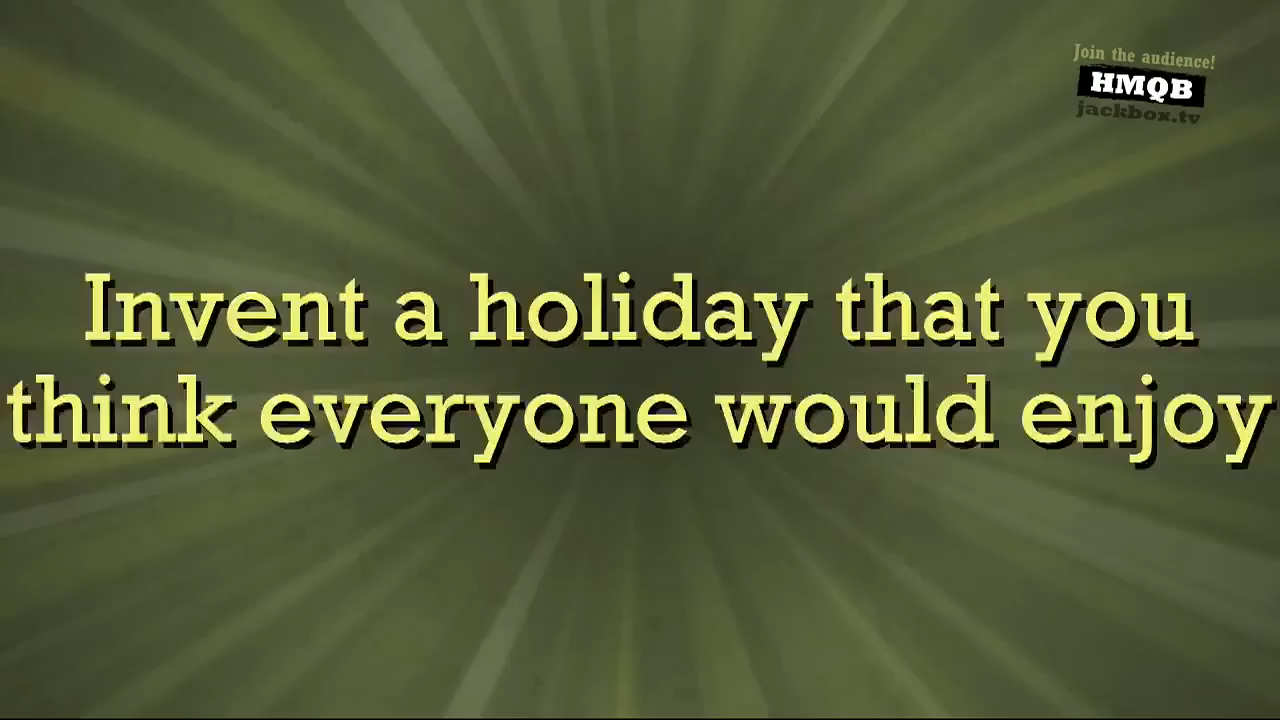 Join the audience!
HMQB
jackbox.tv
Invent a holiday that you
think everyone would enjoy